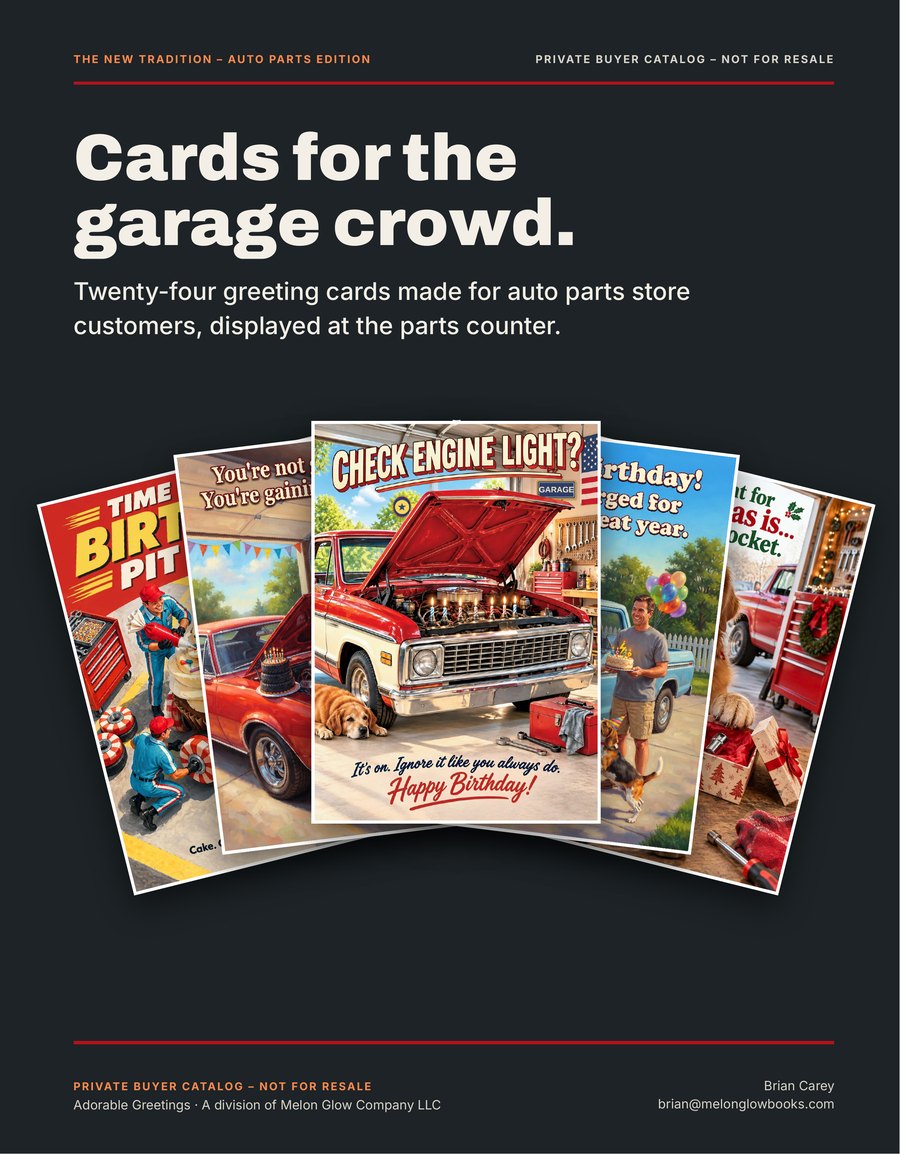 THE NEW TRADITION – AUTO PARTS EDITION
PRIVATE BUYER CATALOG – NOT FOR RESALE
Cards for the
garage crowd.
Twenty-four greeting cards made for auto parts store
customers, displayed at the parts counter.
TIME
BIRT
PIT
Cake.
You're not
You're gaini
CHECK ENGINE LIGHT?
GARAGE
It's on. Ignore it like you always do.
Happy Birthday!
rthday!
ged for
eat year.
t for
as is...
ocket.
PRIVATE BUYER CATALOG – NOT FOR RESALE
Adorable Greetings · A division of Melon Glow Company LLC
Brian Carey
brian@melonglowbooks.com